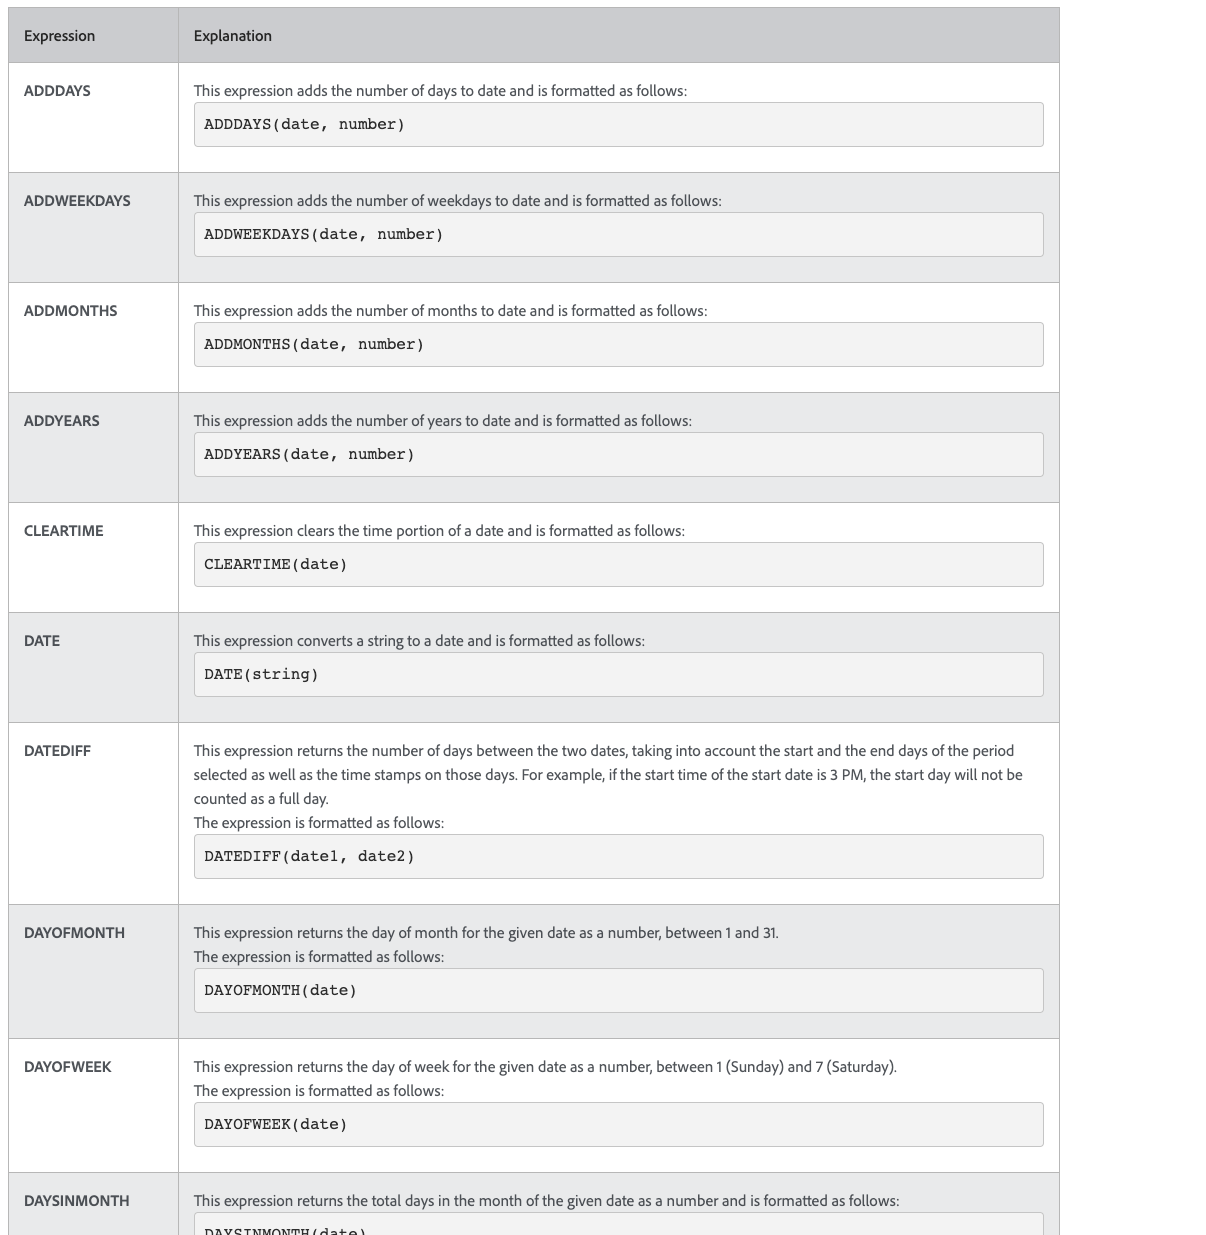 Expression Explanation
ADDDAYS This expression adds the number of days to date and is formatted as follows:
ADDDAYS(date, number)
ADDWEEKDAYS This expression adds the number of weekdays to date and is formatted as follows:
ADDWEEKDAYS(date, number)
ADDMONTHS This expression adds the number of months to date and is formatted as follows:
ADDMONTHS(date, number)
ADDYEARS This expression adds the number of years to date and is formatted as follows:
ADDYEARS(date, number)
CLEARTIME This expression clears the time portion of a date and is formatted as follows:
CLEARTIME(date)
DATE This expression converts a string to a date and is formatted as follows:
DATE(string)
DATEDIFF This expression returns the number of days between the two dates, taking into account the start and the end days of the period
selected as well as the time stamps on those days. For example, if the start time of the start date is 3 PM, the start day will not be
counted as a full day.
The expression is formatted as follows:
DATEDIFF(date1, date2)
DAYOFMONTH This expression returns the day of month for the given date as a number, between 1 and 31.
The expression is formatted as follows:
DAYOFMONTH(date)
DAYOFWEEK This expression returns the day of week for the given date as a number, between 1 (Sunday) and 7 (Saturday).
The expression is formatted as follows:
DAYOFWEEK(date)
DAYSINMONTH This expression returns the total days in the month of the given date as a number and is formatted as follows:
DAYSINMONTH(date)